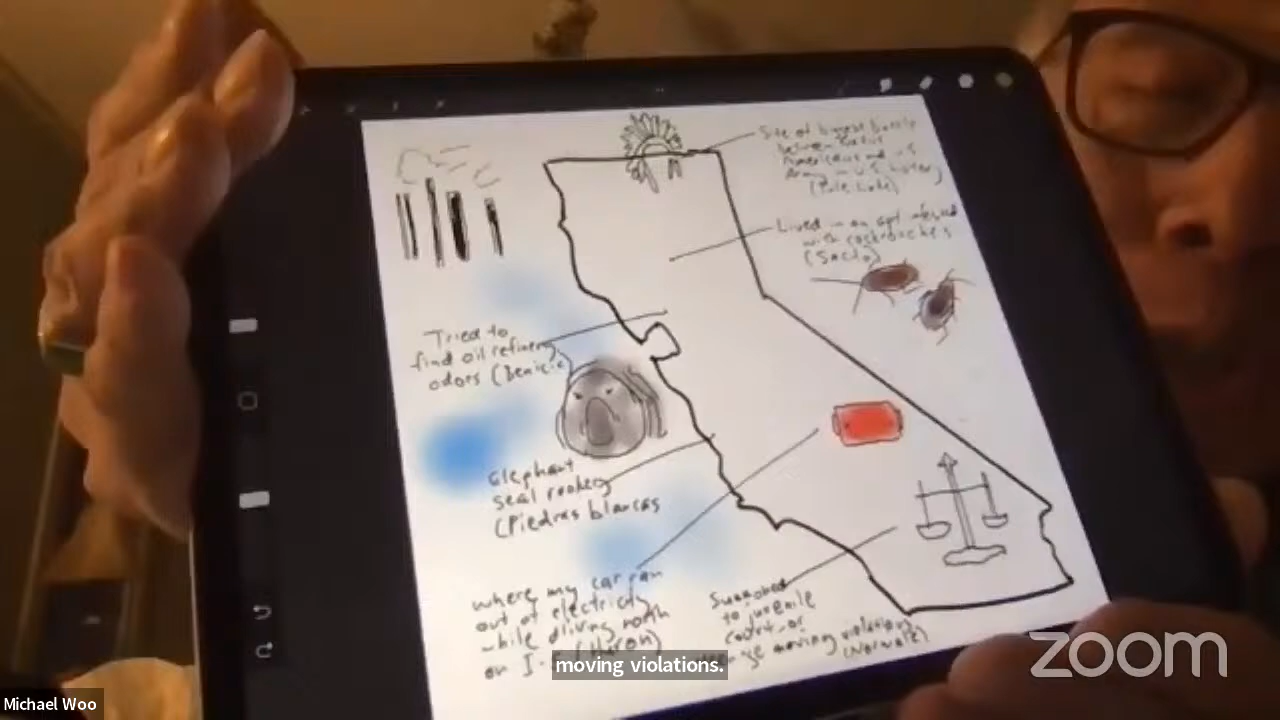 Site of biggest battle
between Native
Americans and U.S.
Army in U.S. history
(Tule Lake)
Lived in an apt infested
with cockroaches
(Sacto)
Tried to
find oil refinery
odors (Benicia
elephant
seal rookery
(Piedras blancas
where my car ran
out of electricity
while driving north
on I-5 (Huron)
Summoned
to juvenile
court for
moving violations
(Norwalk)
moving violations.
zoom
Michael Woo